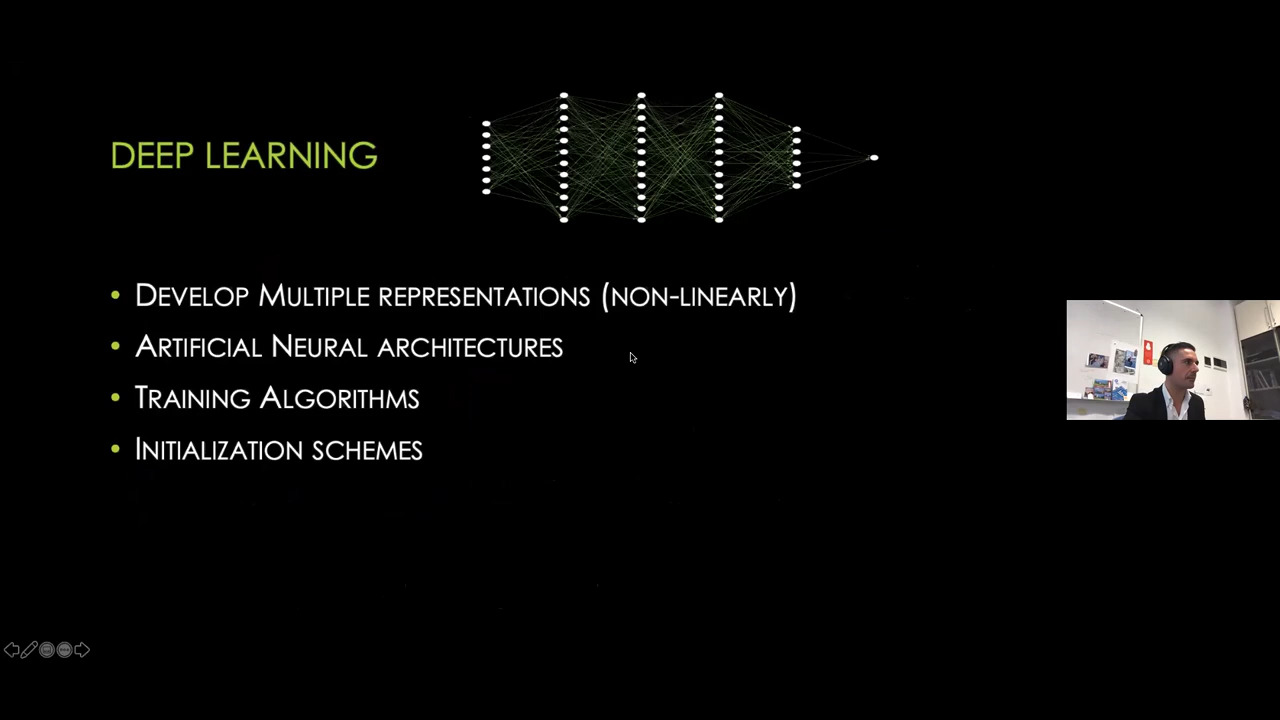 DEEP LEARNING
• DEVELOP MULTIPLE REPRESENTATIONS (NON-LINEARLY)
• ARTIFICIAL NEURAL ARCHITECTURES
• TRAINING ALGORITHMS
• INITIALIZATION SCHEMES